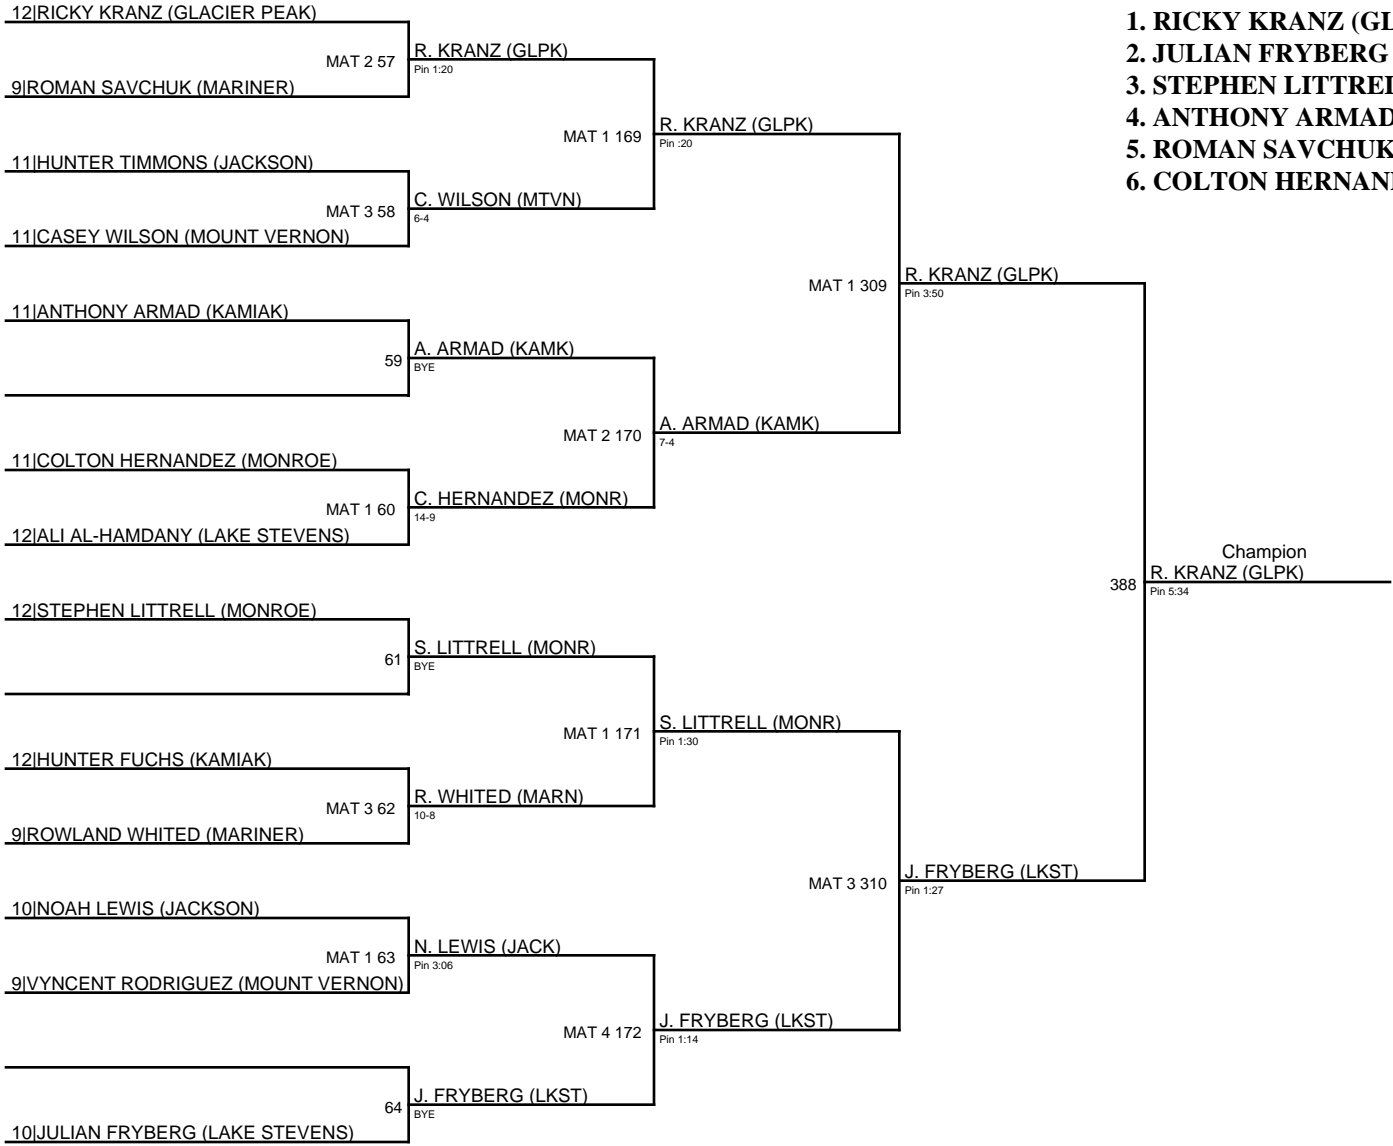 12|RICKY KRANZ (GLACIER PEAK)
MAT 2 57
9|ROMAN SAVCHUK (MARINER)
R. KRANZ (GLPK)
Pin 1:20
11|HUNTER TIMMONS (JACKSON)
MAT 3 58
11|CASEY WILSON (MOUNT VERNON)
C. WILSON (MTVN)
6-4
MAT 1 169
R. KRANZ (GLPK)
Pin :20
11|ANTHONY ARMAD (KAMIAK)
59
A. ARMAD (KAMK)
BYE
11|COLTON HERNANDEZ (MONROE)
MAT 1 60
12|ALI AL-HAMDANY (LAKE STEVENS)
C. HERNANDEZ (MONR)
14-9
MAT 2 170
A. ARMAD (KAMK)
7-4
MAT 1 309
R. KRANZ (GLPK)
Pin 3:50
12|STEPHEN LITTRELL (MONROE)
61
S. LITTRELL (MONR)
BYE
12|HUNTER FUCHS (KAMIAK)
MAT 3 62
9|ROWLAND WHITED (MARINER)
R. WHITED (MARN)
10-8
MAT 1 171
S. LITTRELL (MONR)
Pin 1:30
10|NOAH LEWIS (JACKSON)
MAT 1 63
9|VYNCENT RODRIGUEZ (MOUNT VERNON)
N. LEWIS (JACK)
Pin 3:06
64
10|JULIAN FRYBERG (LAKE STEVENS)
J. FRYBERG (LKST)
BYE
MAT 4 172
J. FRYBERG (LKST)
Pin 1:14
MAT 3 310
J. FRYBERG (LKST)
Pin 1:27
388
Champion
R. KRANZ (GLPK)
Pin 5:34
1. RICKY KRANZ (GL
2. JULIAN FRYBERG
3. STEPHEN LITTREL
4. ANTHONY ARMAD
5. ROMAN SAVCHUK
6. COLTON HERNAN